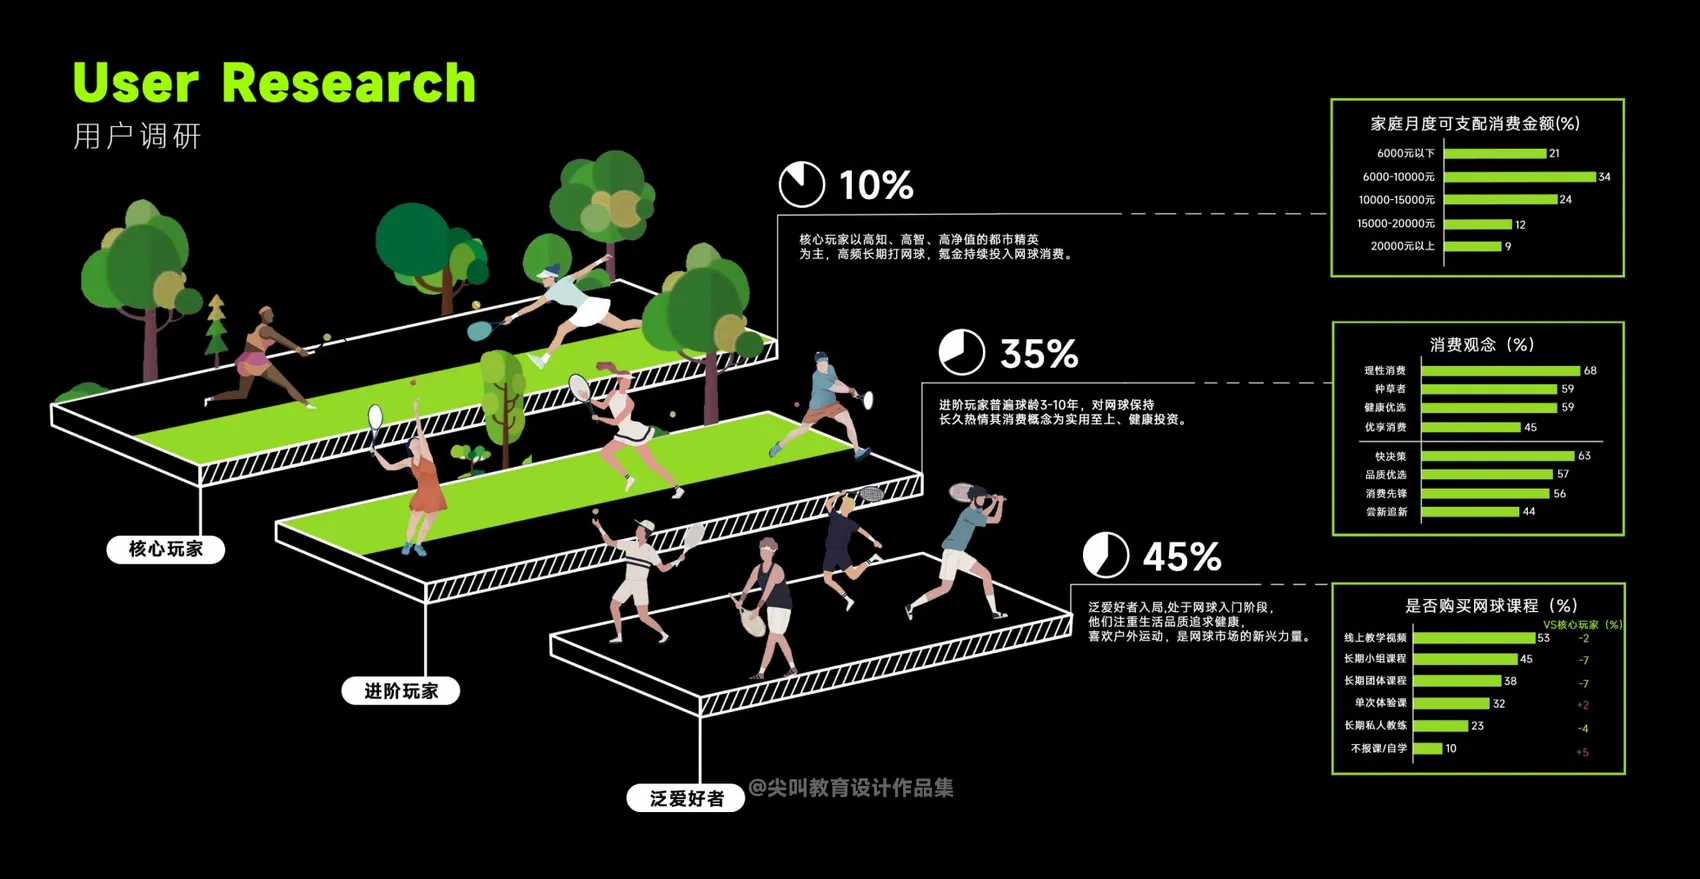 User Research
用户调研
10%
核心玩家以高知、高智、高净值的都市精英
为主，高频长期打网球，氪金持续投入网球消费。
35%
进阶玩家普遍球龄3-10年，对网球保持
长久热情其消费概念为实用至上、健康投资。
45%
泛爱好者入局,处于网球入门阶段，
他们注重生活品质追求健康，
喜欢户外运动，是网球市场的新兴力量。
核心玩家
进阶玩家
泛爱好者
@尖叫教育设计作品集
家庭月度可支配消费金额(%)
6000元以下 21
6000-10000元 34
10000-15000元 24
15000-20000元 12
20000元以上 9
消费观念（%）
理性消费 68
种草者 59
健康优选 59
优享消费 45
快决策 63
品质优选 57
消费先锋 56
尝新追新 44
是否购买网球课程（%）
VS核心玩家（%）
线上教学视频 53 -2
长期小组课程 45 -7
长期团体课程 38 -7
单次体验课 32 +2
长期私人教练 23 -4
不报课/自学 10 +5